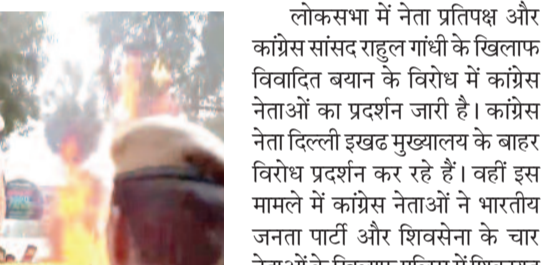 लोकसभा में नेता प्रतिपक्ष और
कांग्रेस सांसद राहुल गांधी के खिलाफ
विवादित बयान के विरोध में कांग्रेस
नेताओं का प्रदर्शन जारी है। कांग्रेस
नेता दिल्ली इखढ मुख्यालय के बाहर
विरोध प्रदर्शन कर रहे हैं। वहीं इस
मामले में कांग्रेस नेताओं ने भारतीय
जनता पार्टी और शिवसेना के चार